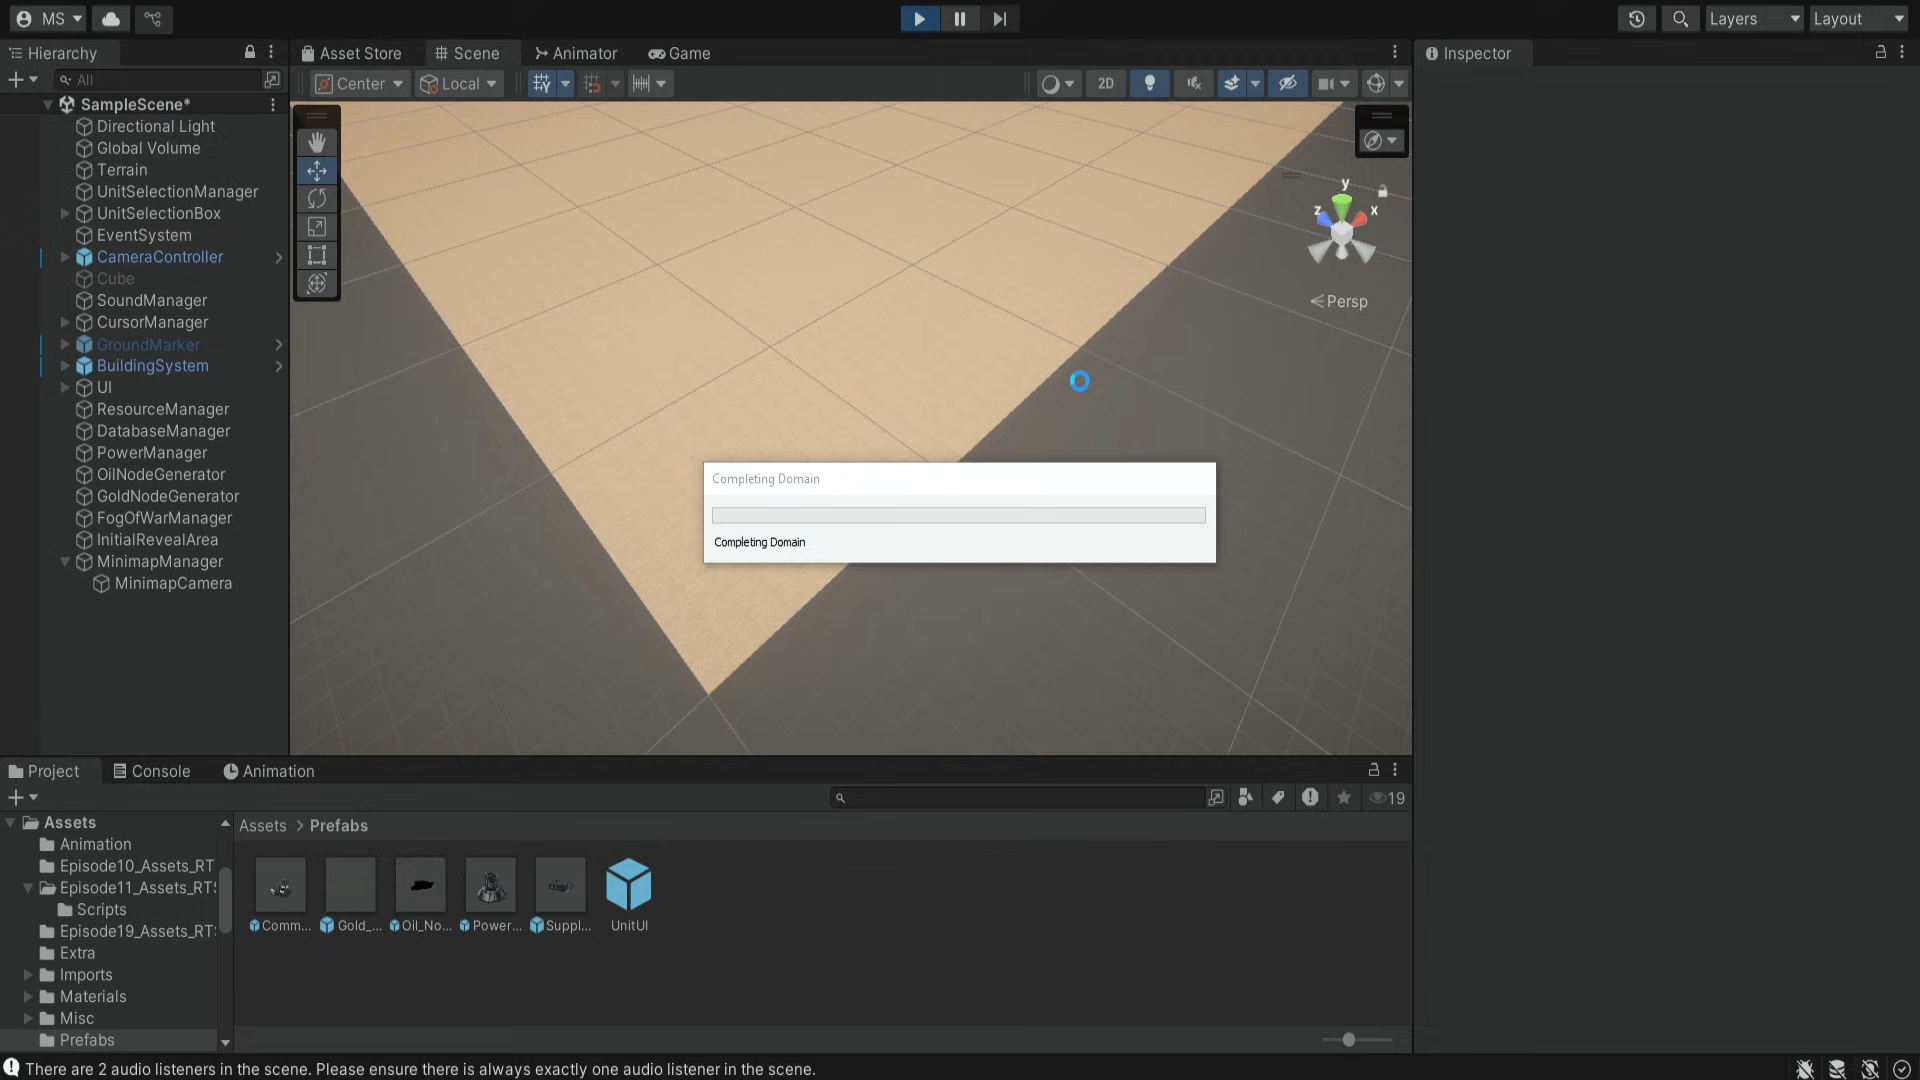 MS
Layers
Layout
Hierarchy
Asset Store
Scene
Animator
Game
Inspector
All
Center
Local
2D
SampleScene*
Directional Light
Global Volume
Terrain
UnitSelectionManager
UnitSelectionBox
EventSystem
CameraController
Cube
SoundManager
CursorManager
GroundMarker
BuildingSystem
UI
ResourceManager
DatabaseManager
PowerManager
OilNodeGenerator
GoldNodeGenerator
FogOfWarManager
InitialRevealArea
MinimapManager
MinimapCamera
y
z
x
Persp
Completing Domain
Completing Domain
Project
Console
Animation
19
Assets
Animation
Episode10_Assets_RT
Episode11_Assets_RT
Scripts
Episode19_Assets_RT
Extra
Imports
Materials
Misc
Prefabs
Assets > Prefabs
Comm...
Gold_...
Oil_No...
Power...
Suppl...
UnitUI
There are 2 audio listeners in the scene. Please ensure there is always exactly one audio listener in the scene.